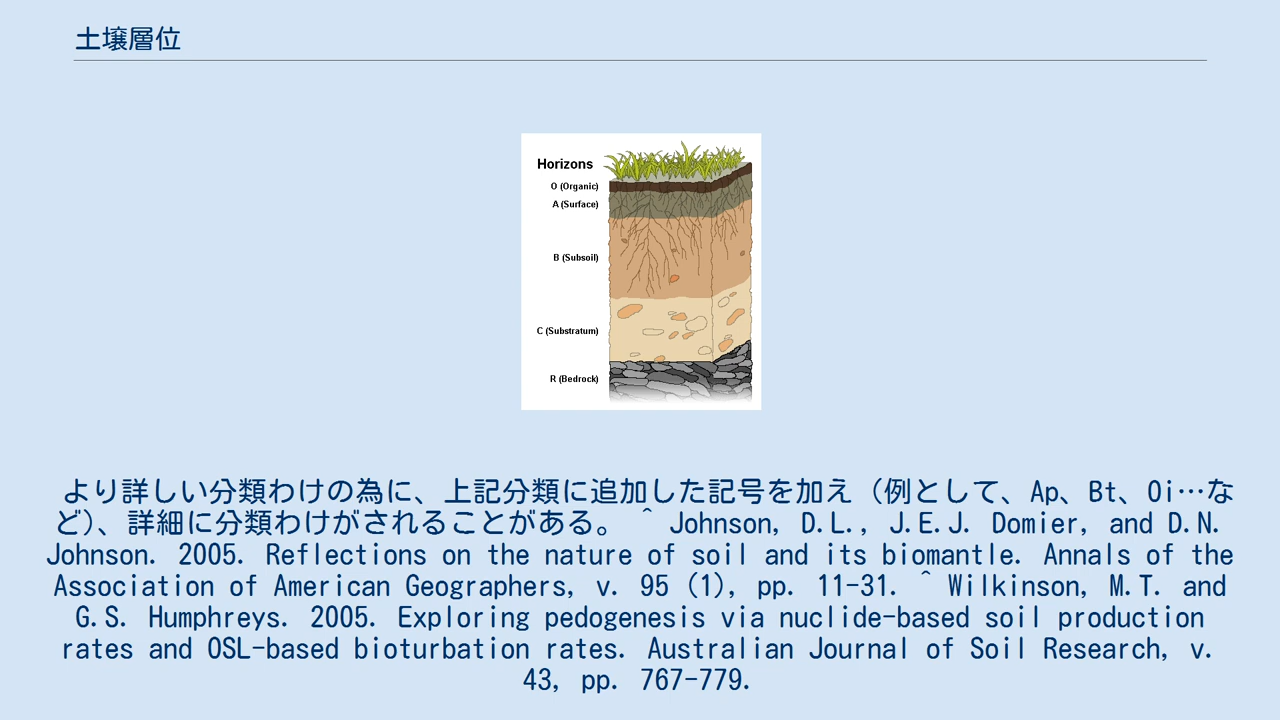 土壌層位
Horizons
O (Organic)
A (Surface)
B (Subsoil)
C (Substratum)
R (Bedrock)
より詳しい分類わけの為に、上記分類に追加した記号を加え（例として、Ap、Bt、Oi…な
ど）、詳細に分類わけがされることがある。 ^ Johnson, D.L., J.E.J. Domier, and D.N.
Johnson. 2005. Reflections on the nature of soil and its biomantle. Annals of the
Association of American Geographers, v. 95 (1), pp. 11-31. ^ Wilkinson, M.T. and
G.S. Humphreys. 2005. Exploring pedogenesis via nuclide-based soil production
rates and OSL-based bioturbation rates. Australian Journal of Soil Research, v.
43, pp. 767-779.